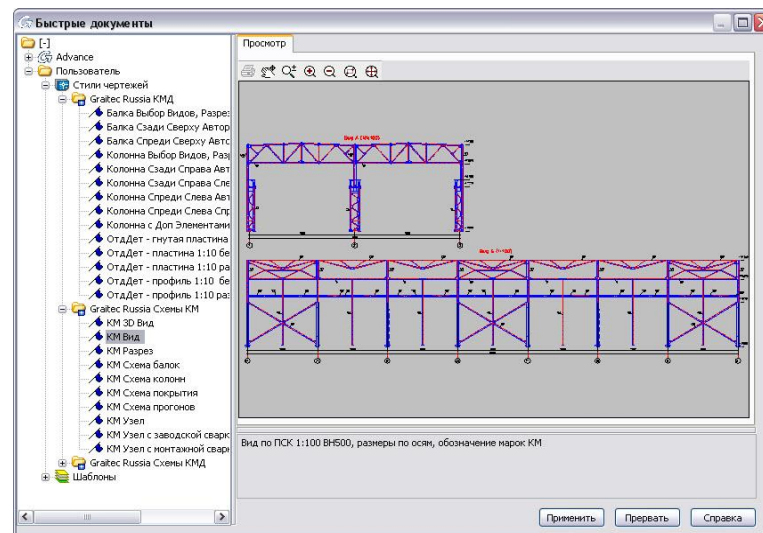 Быстрые документы
[-]
Advance
Пользователь
Стили чертежей
Graitec Russia КМД
Балка Выбор Видов, Разре:
Балка Сзади Сверху Автор
Балка Спреди Сверху Автс
Колонна Выбор Видов, Раз
Колонна Сзади Справа Авт
Колонна Сзади Справа Сле
Колонна Спреди Слева Авт
Колонна Спреди Слева Спр
Колонна с Доп Элементами
ОтдДет - гнутая пластина
ОтдДет - пластина 1:10 бе
ОтдДет - пластина 1:10 ра
ОтдДет - профиль 1:10 бе
ОтдДет - профиль 1:10 ра:
Graitec Russia Схемы КМ
КМ 3D Вид
КМ Вид
КМ Разрез
КМ Схема балок
КМ Схема колонн
КМ Схема покрытия
КМ Схема прогонов
КМ Узел
КМ Узел с заводской сварк
КМ Узел с монтажной сварк
Graitec Russia Схемы КМД
Шаблоны
Просмотр
Вид по ПСК 1:100 BH500, размеры по осям, обозначение марок КМ
Применить
Прервать
Справка